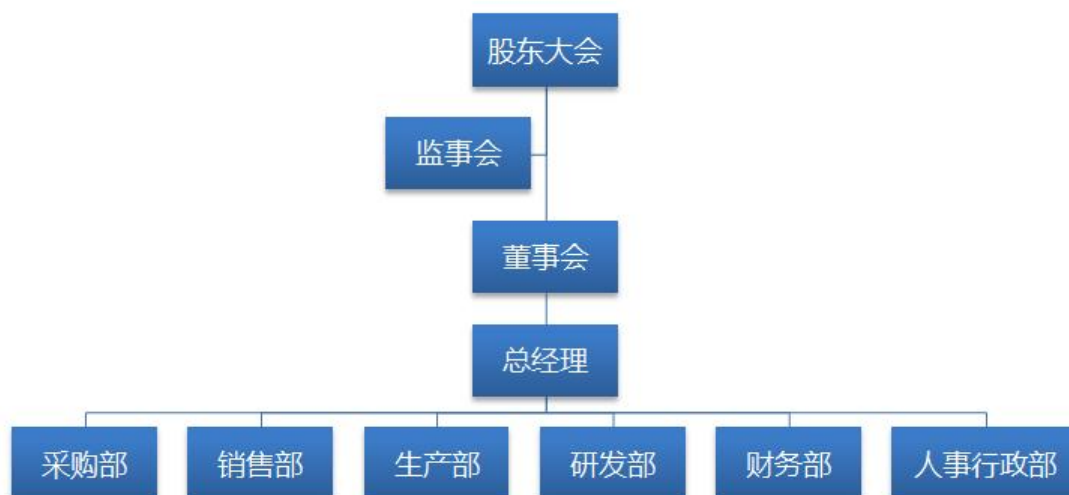 股东大会
监事会
董事会
总经理
采购部
销售部
生产部
研发部
财务部
人事行政部